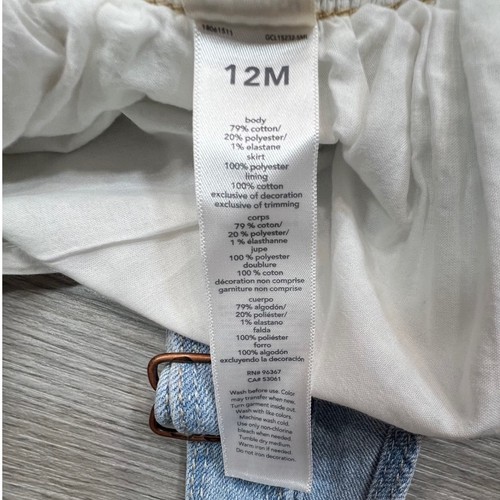 12M
body
79% cotton/
20% polyester/
1% elastane
skirt
100% polyester
lining
100% cotton
exclusive of decoration
exclusive of trimming
corps
79 % coton/
20 % polyester/
1 % élasthanne
jupe
100 % polyester
doublure
100 % coton
décoration non comprise
garniture non comprise
cuerpo
79% algodón/
20% poliéster/
1% elastano
falda
100% poliéster
forro
100% algodón
excluyendo la decoración
RN# 96367
CA# 53061
Wash before use. Color
may transfer when new.
Turn garment inside out.
Wash with like colors.
Machine wash cold.
Use only non-chlorine
bleach when needed
Tumble dry medium.
Warm iron if needed.
Do not iron decoration.